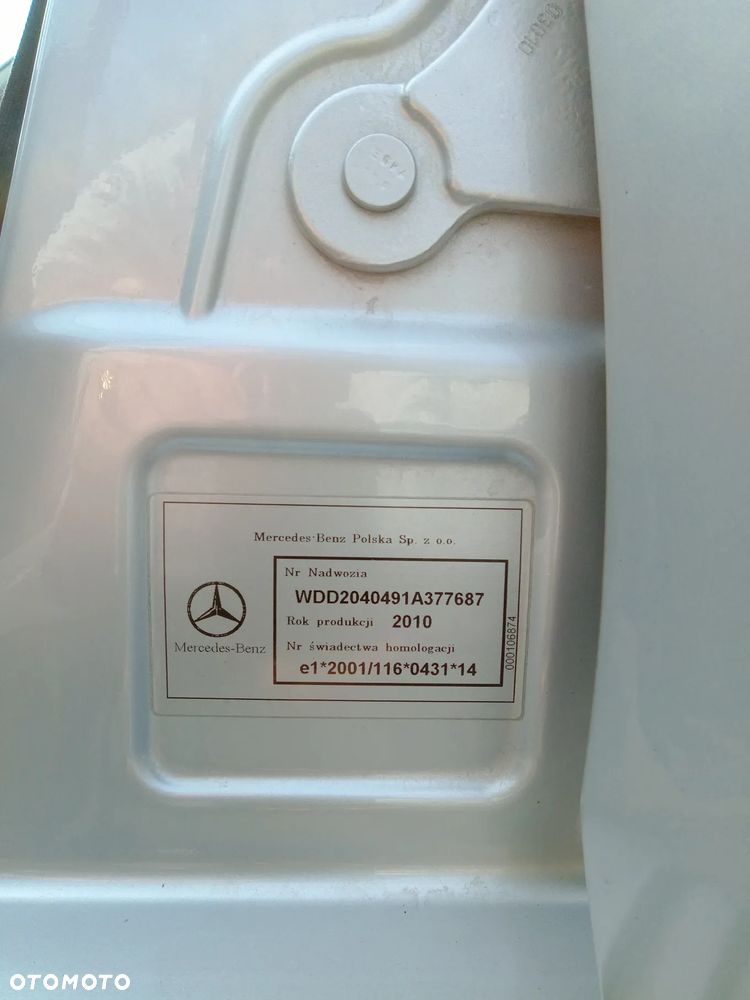 Mercedes-Benz Polska Sp. z o.o.
Nr Nadwozia
WDD2040491A377687
Rok produkcji 2010
Nr świadectwa homologacji
e1*2001/116*0431*14
Mercedes-Benz
000106874
OTOMOTO